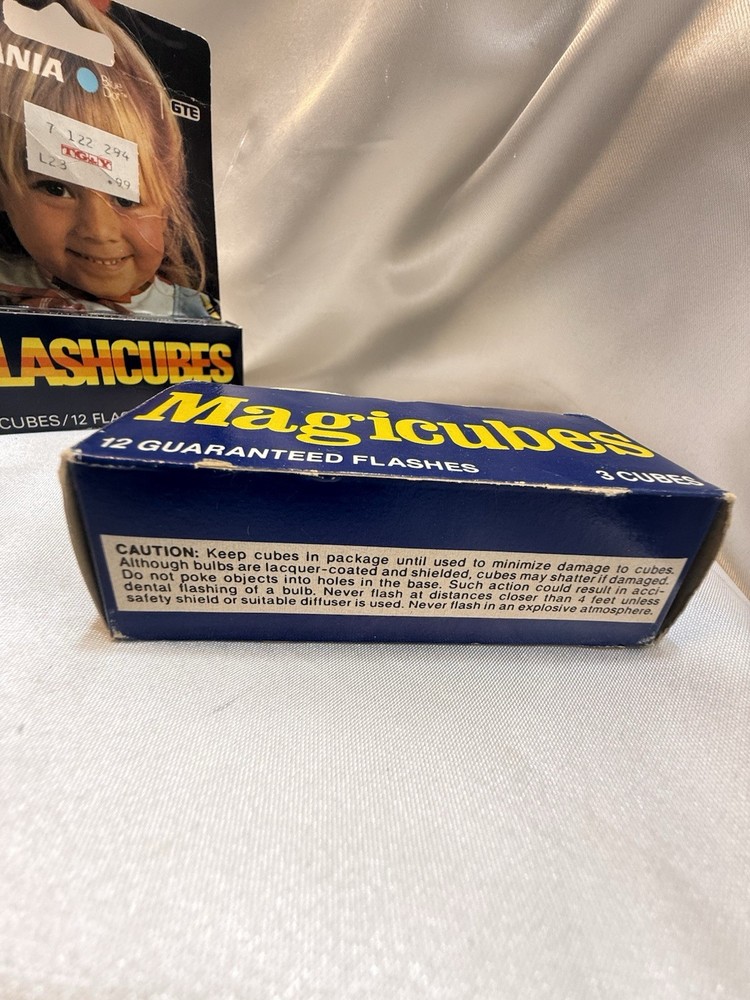 ANIA
Blue
Dot
GTE
7 122 294
TG&Y
L23 .99
LASHCUBES
CUBES/12 FLA
Magicubes
12 GUARANTEED FLASHES
3 CUBES
CAUTION: Keep cubes in package until used to minimize damage to cubes.
Although bulbs are lacquer-coated and shielded, cubes may shatter if damaged.
Do not poke objects into holes in the base. Such action could result in acci-
dental flashing of a bulb. Never flash at distances closer than 4 feet unless
safety shield or suitable diffuser is used. Never flash in an explosive atmosphere.